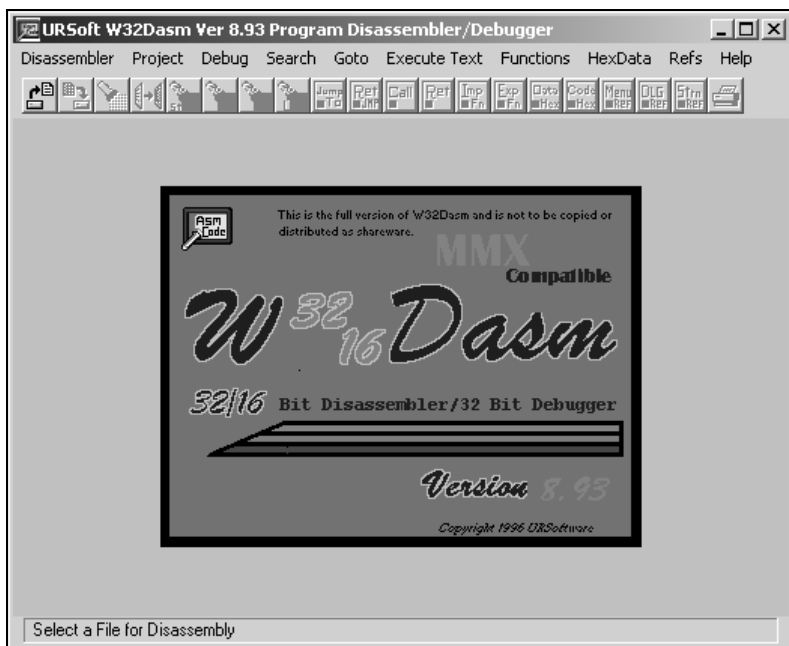 URSoft W32Dasm Ver 8.93 Program Disassembler/Debugger
Disassembler Project Debug Search Goto Execute Text Functions HexData Refs Help
Jump To Ret JMP Call Ret Imp Fn Exp Fn Data Hex Code Hex Menu Ref DLG Ref Strn REF
Asm Code
This is the full version of W32Dasm and is not to be copied or
distributed as shareware.
MMX
Compatible
W 32 16 Dasm
32/16 Bit Disassembler/32 Bit Debugger
Version 8.93
Copyright 1996 URSoftware
Select a File for Disassembly